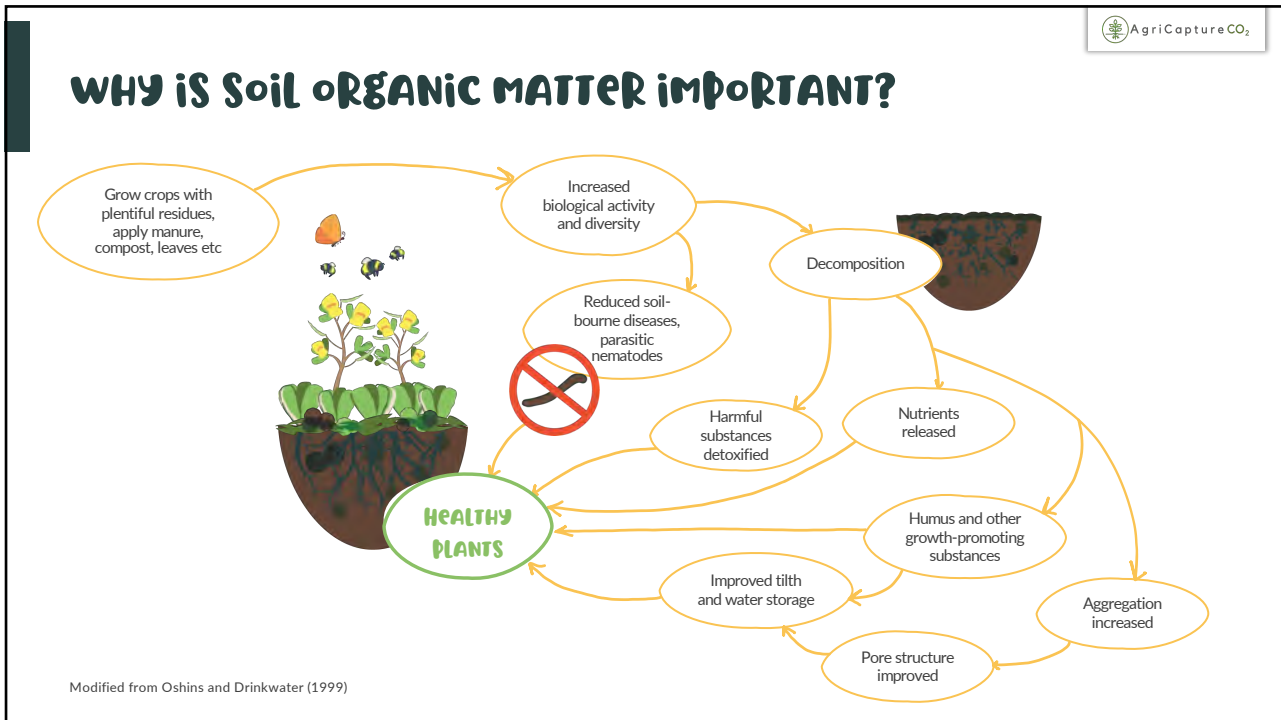 AgriCaptureCO₂
WHY IS SOIL ORGANIC MATTER IMPORTANT?
Grow crops with
plentiful residues,
apply manure,
compost, leaves etc
Increased
biological activity
and diversity
Decomposition
Reduced soil-
bourne diseases,
parasitic
nematodes
Harmful
substances
detoxified
Nutrients
released
HEALTHY
PLANTS
Humus and other
growth-promoting
substances
Improved tilth
and water storage
Aggregation
increased
Pore structure
improved
Modified from Oshins and Drinkwater (1999)